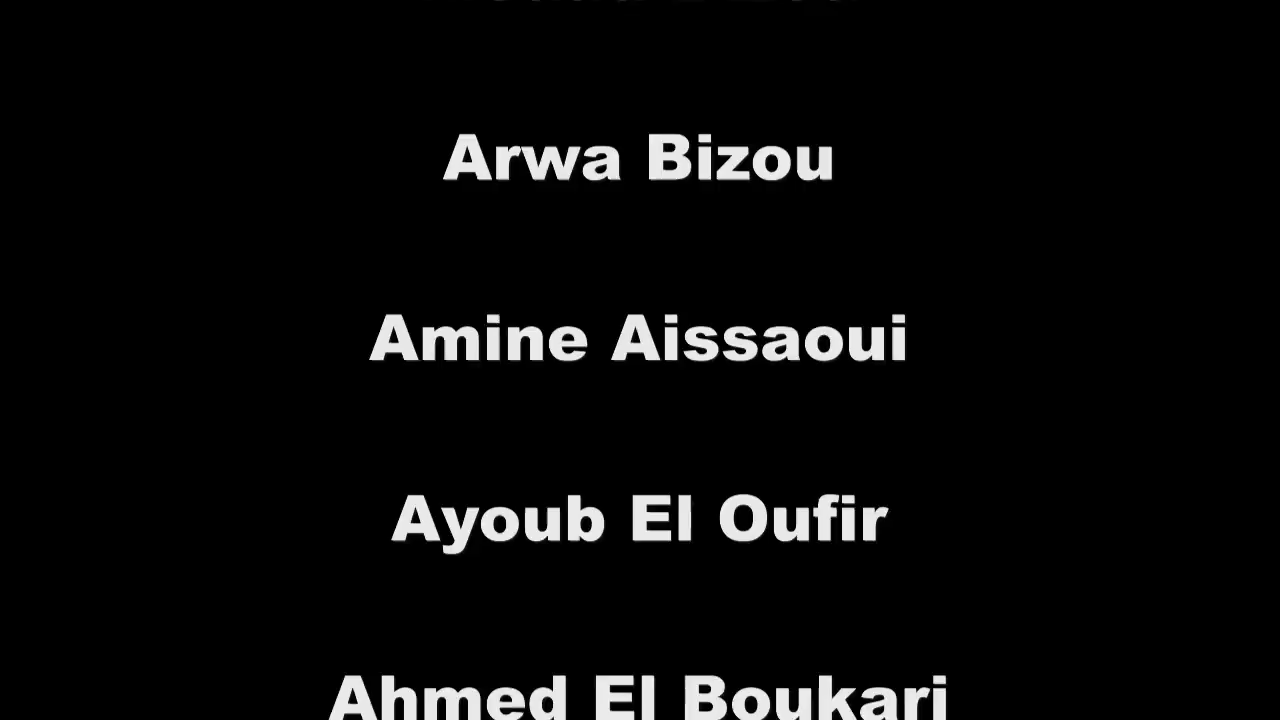 Arwa Bizou
Amine Aissaoui
Ayoub El Oufir
Ahmed El Boukari